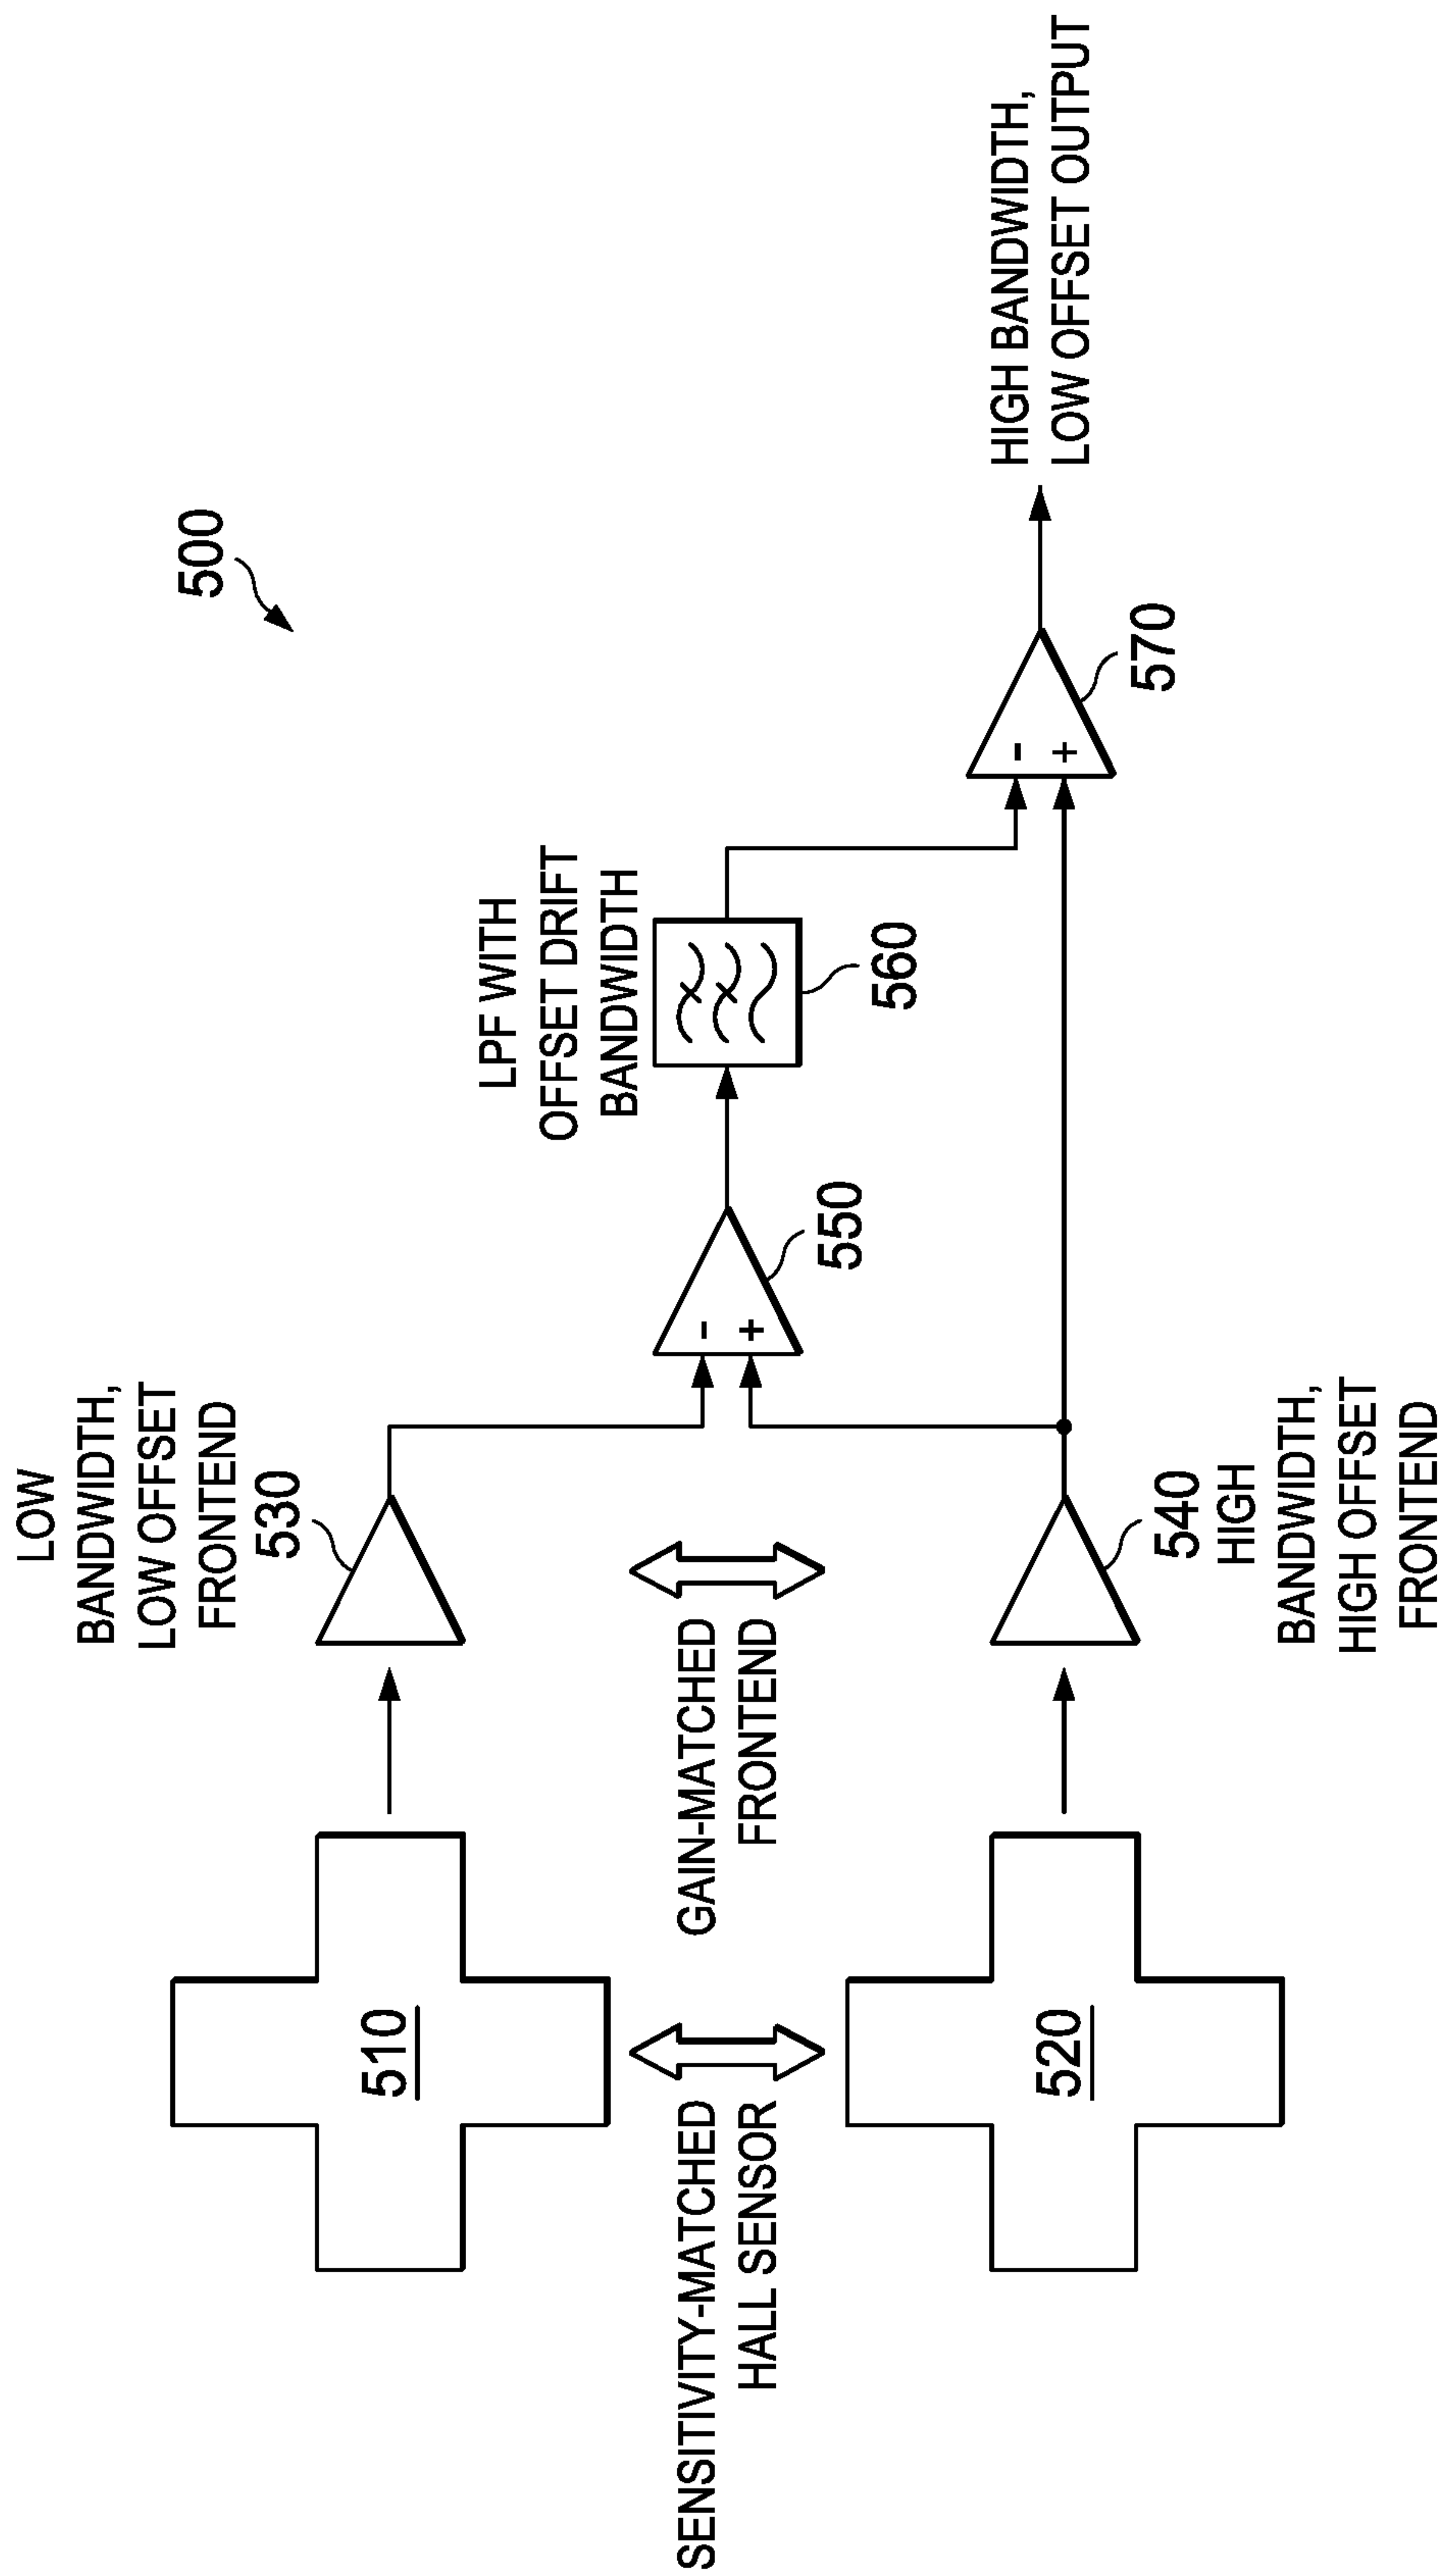 500
LOW
BANDWIDTH,
LOW OFFSET
FRONTEND
530
LPF WITH
OFFSET DRIFT
BANDWIDTH
510
-
+
550
560
SENSITIVITY-MATCHED
HALL SENSOR
GAIN-MATCHED
FRONTEND
-
+
570
HIGH BANDWIDTH,
LOW OFFSET OUTPUT
520
540
HIGH
BANDWIDTH,
HIGH OFFSET
FRONTEND